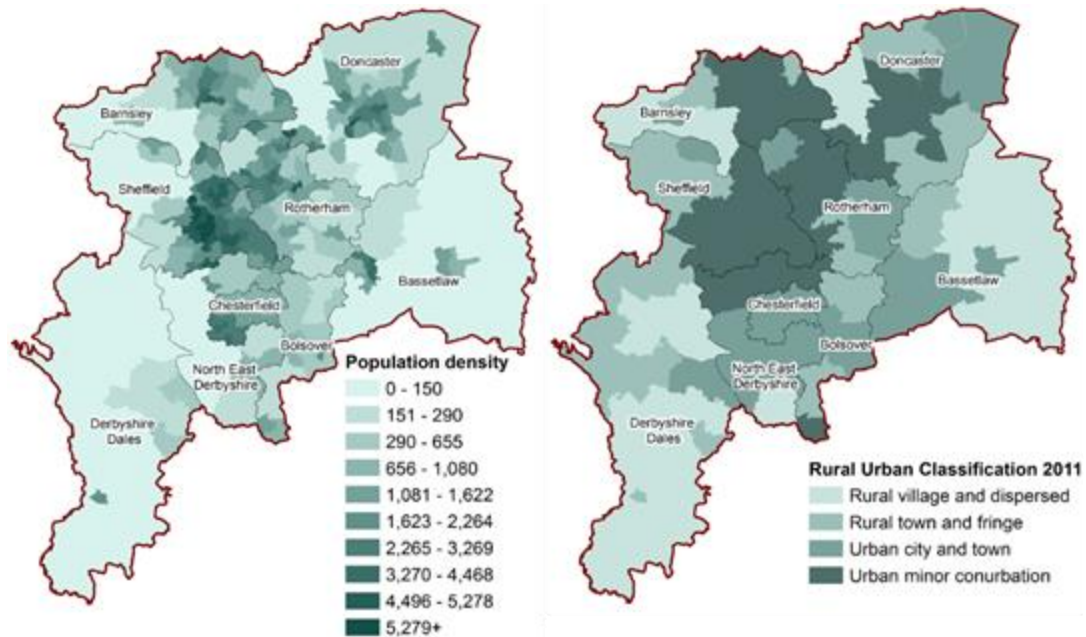 Doncaster
Barnsley
Sheffield
Rotherham
Bassetlaw
Chesterfield
Bolsover
North East
Derbyshire
Derbyshire
Dales
Population density
0 - 150
151 - 290
290 - 655
656 - 1,080
1,081 - 1,622
1,623 - 2,264
2,265 - 3,269
3,270 - 4,468
4,496 - 5,278
5,279+
Doncaster
Barnsley
Sheffield
Rotherham
Bassetlaw
Chesterfield
Bolsover
North East
Derbyshire
Derbyshire
Dales
Rural Urban Classification 2011
Rural village and dispersed
Rural town and fringe
Urban city and town
Urban minor conurbation